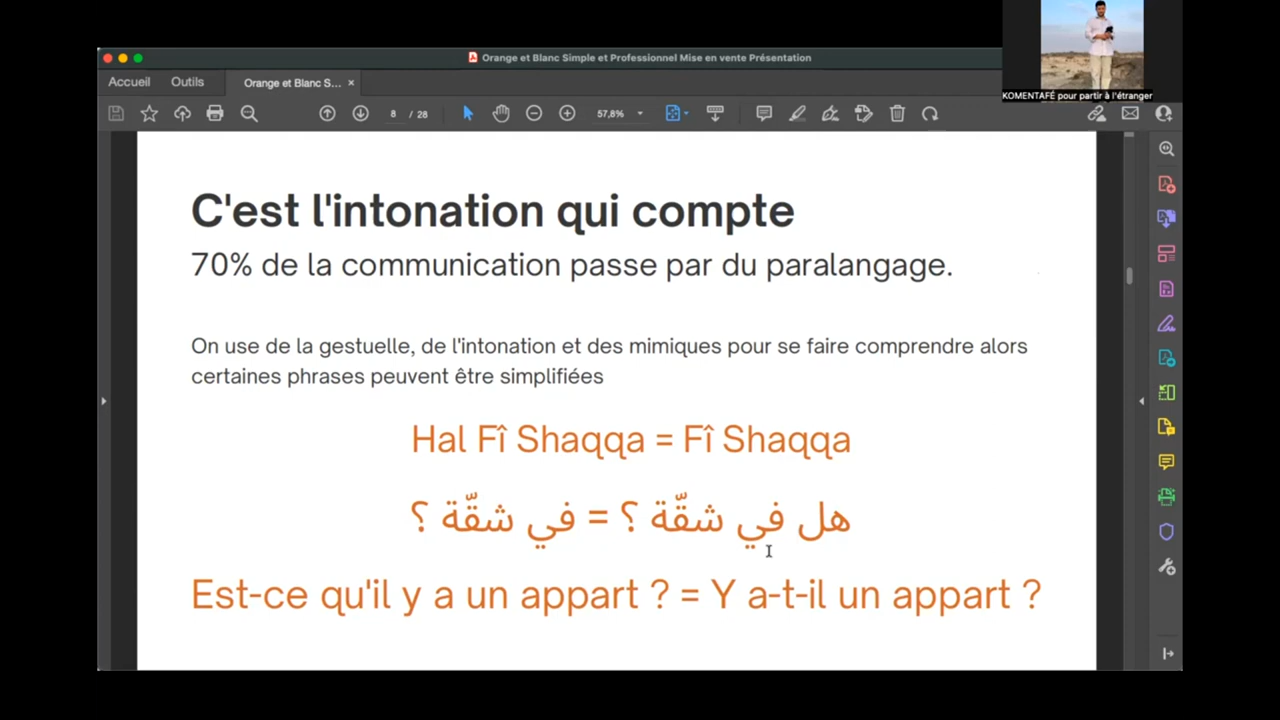 Orange et Blanc Simple et Professionnel Mise en vente Présentation
KOMENTAFÉ pour partir à l'étranger
Accueil Outils Orange et Blanc S... ×
8 / 28 57,8%
C'est l'intonation qui compte
70% de la communication passe par du paralangage.
On use de la gestuelle, de l'intonation et des mimiques pour se faire comprendre alors
certaines phrases peuvent être simplifiées
Hal Fî Shaqqa = Fî Shaqqa
هل في شقّة ؟ = في شقّة ؟
Est-ce qu'il y a un appart ? = Y a-t-il un appart ?